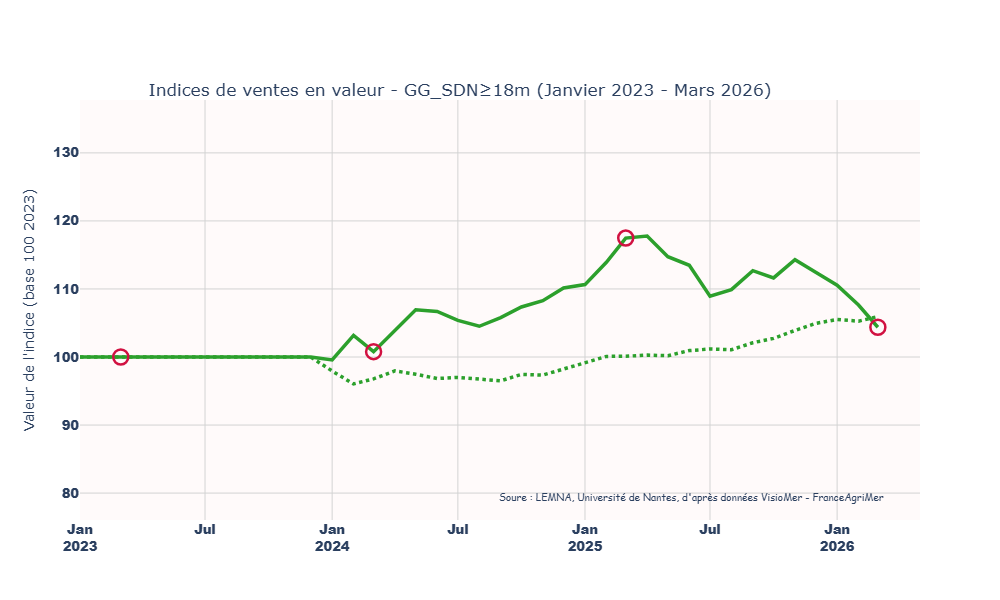 Indices de ventes en valeur - GG_SDN≥18m (Janvier 2023 - Mars 2026)
Valeur de l'indice (base 100 2023)
130
120
110
100
90
80
Soure : LEMNA, Université de Nantes, d'après données VisioMer - FranceAgriMer
Jan Jul Jan Jul Jan Jul Jan
2023 2024 2025 2026